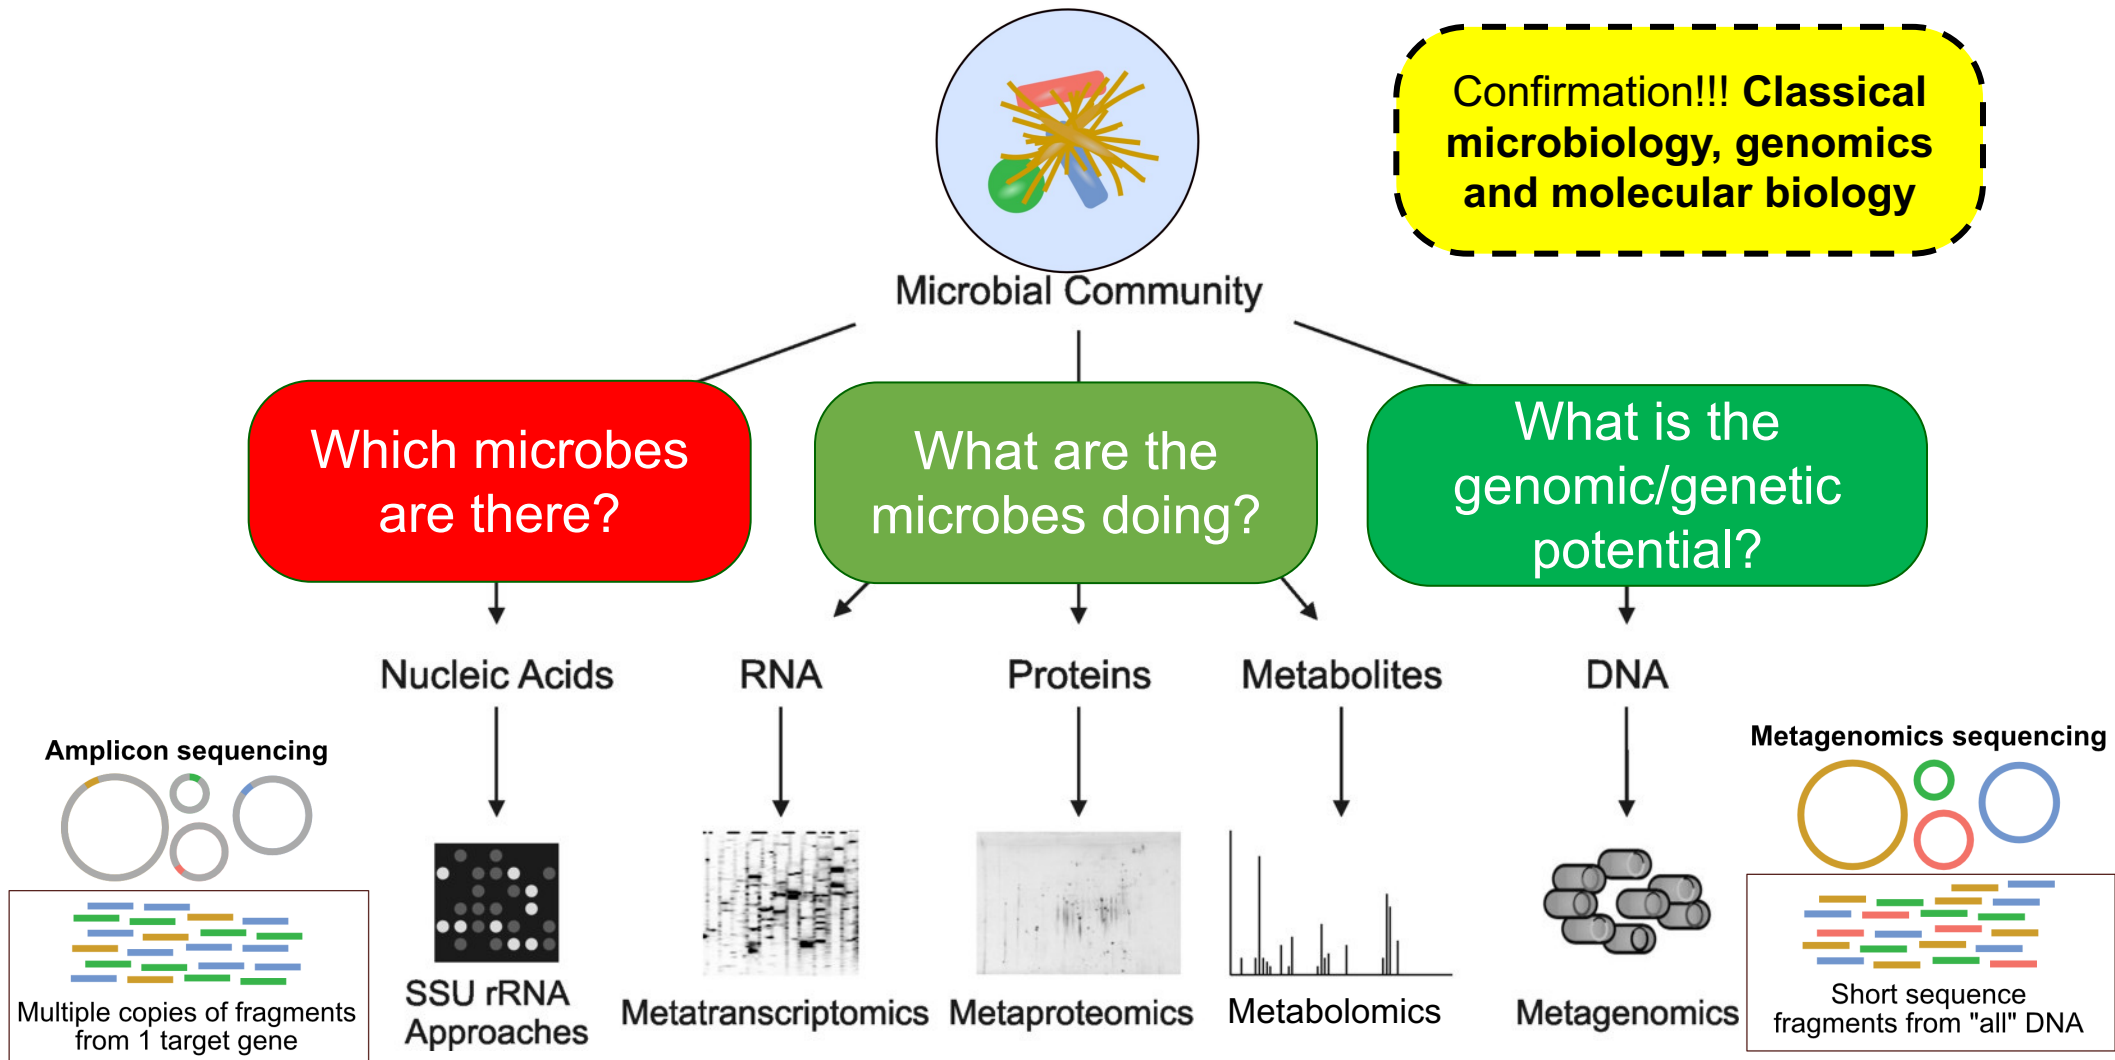 Confirmation!!! Classical
microbiology, genomics
and molecular biology
Microbial Community
Which microbes
are there?
What are the
microbes doing?
What is the
genomic/genetic
potential?
Nucleic Acids
RNA
Proteins
Metabolites
DNA
Amplicon sequencing
Metagenomics sequencing
Multiple copies of fragments
from 1 target gene
SSU rRNA
Approaches
Metatranscriptomics
Metaproteomics
Metabolomics
Metagenomics
Short sequence
fragments from "all" DNA